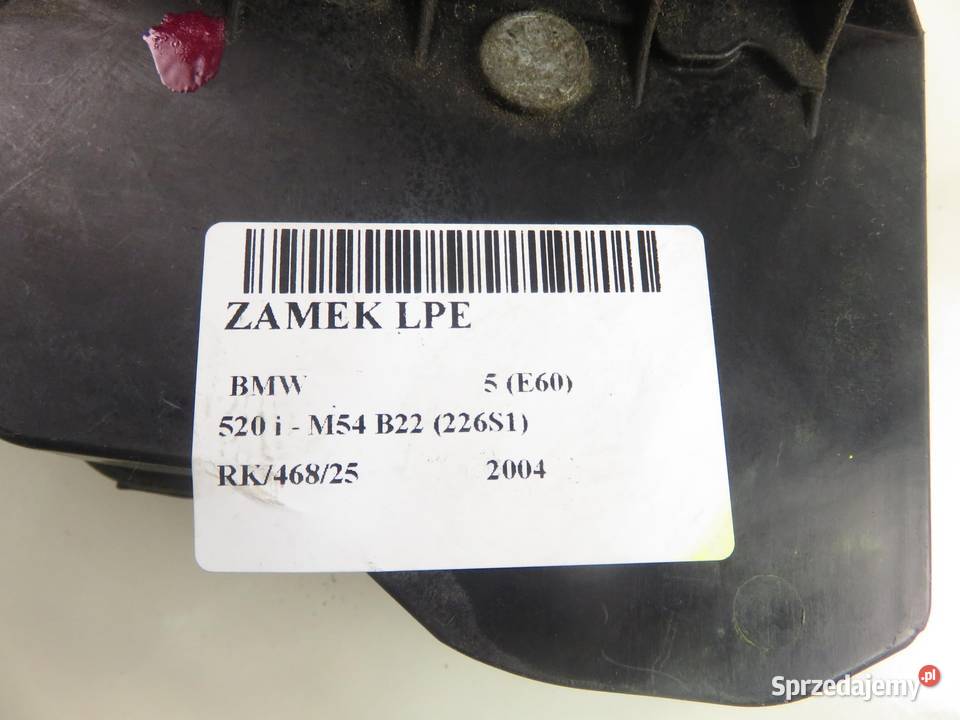 ZAMEK LPE
BMW 5 (E60)
520 i - M54 B22 (226S1)
RK/468/25 2004
Sprzedajemy.pl